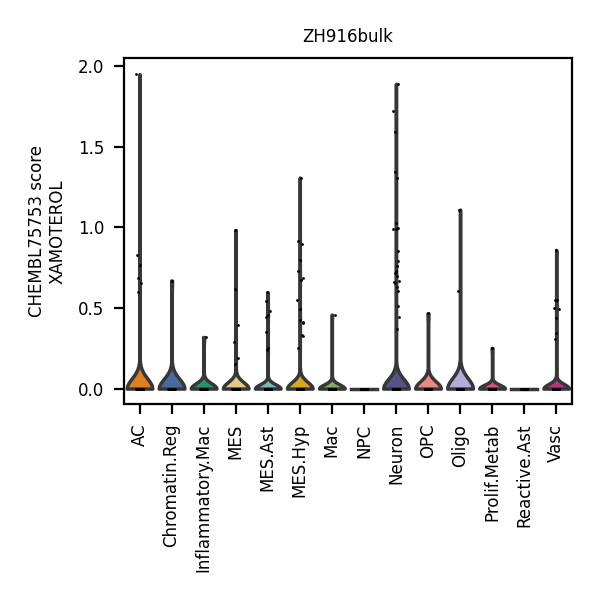 ZH916bulk
CHEMBL75753 score
XAMOTEROL
2.0
1.5
1.0
0.5
0.0
AC
Chromatin.Reg
Inflammatory.Mac
MES
MES.Ast
MES.Hyp
Mac
NPC
Neuron
OPC
Oligo
Prolif.Metab
Reactive.Ast
Vasc